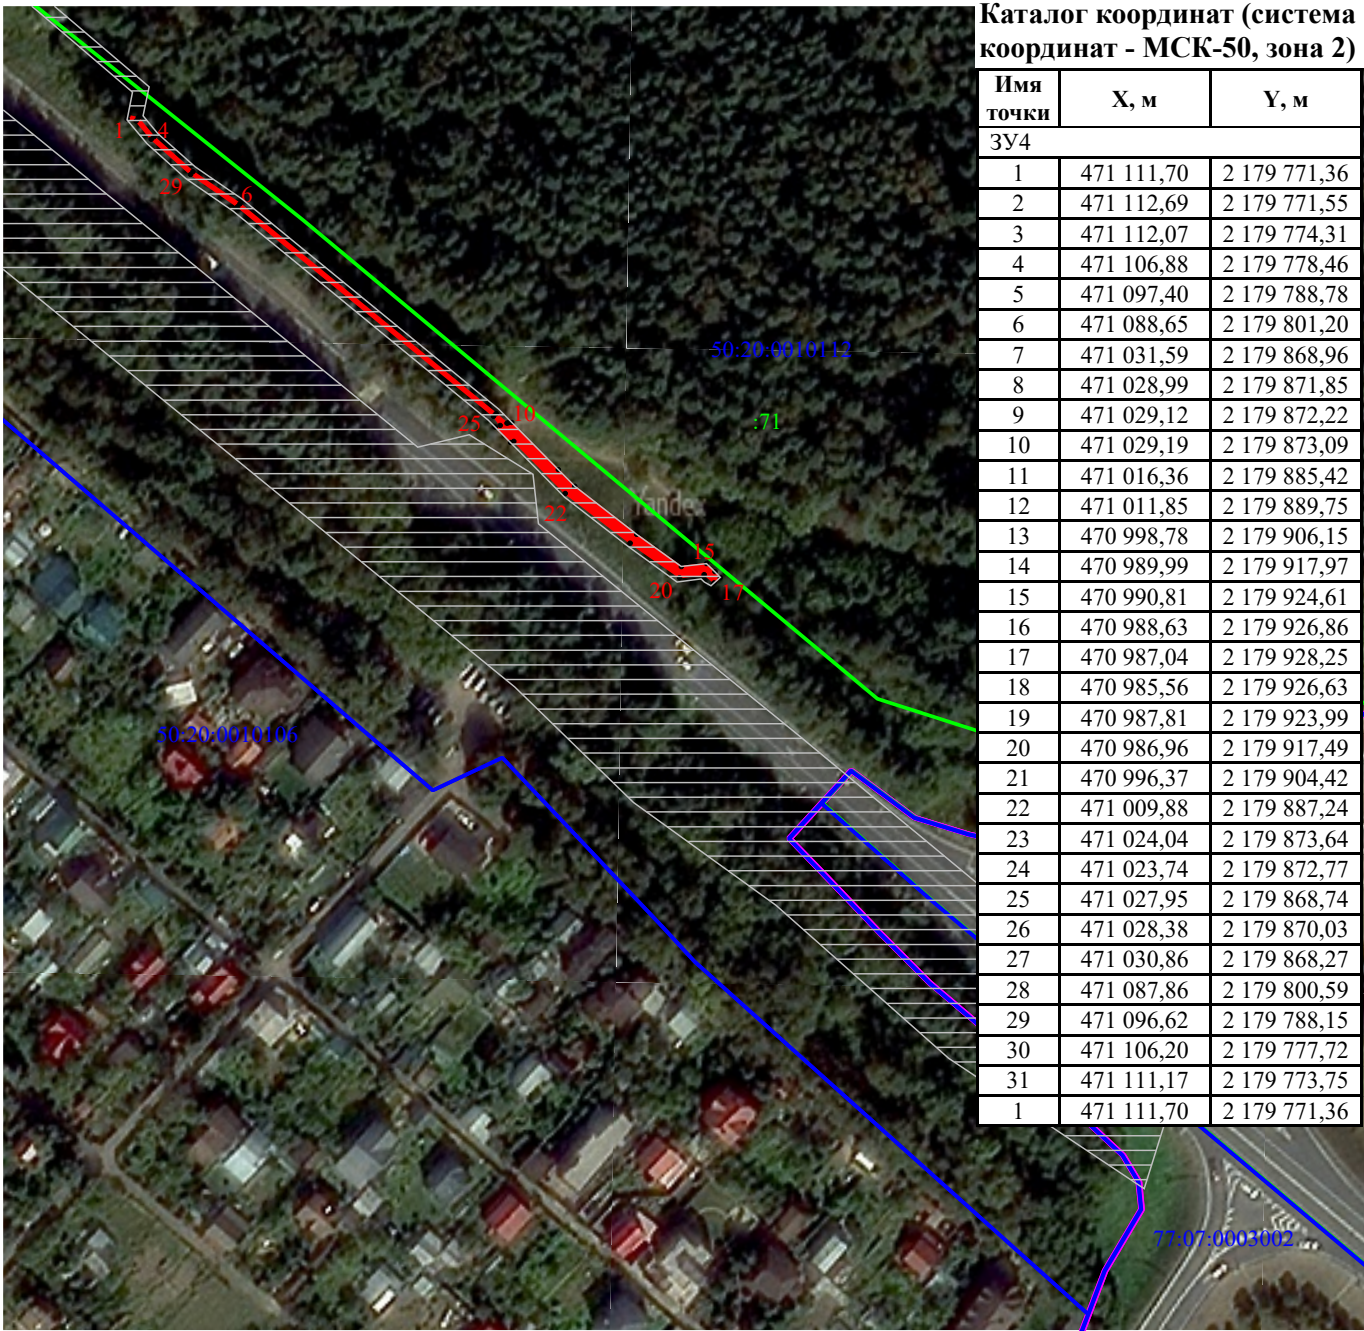 Каталог координат (система
координат - МСК-50, зона 2)
Имя точки X, м Y, м
ЗУ4
1 471 111,70 2 179 771,36
2 471 112,69 2 179 771,55
3 471 112,07 2 179 774,31
4 471 106,88 2 179 778,46
5 471 097,40 2 179 788,78
6 471 088,65 2 179 801,20
7 471 031,59 2 179 868,96
8 471 028,99 2 179 871,85
9 471 029,12 2 179 872,22
10 471 029,19 2 179 873,09
11 471 016,36 2 179 885,42
12 471 011,85 2 179 889,75
13 470 998,78 2 179 906,15
14 470 989,99 2 179 917,97
15 470 990,81 2 179 924,61
16 470 988,63 2 179 926,86
17 470 987,04 2 179 928,25
18 470 985,56 2 179 926,63
19 470 987,81 2 179 923,99
20 470 986,96 2 179 917,49
21 470 996,37 2 179 904,42
22 471 009,88 2 179 887,24
23 471 024,04 2 179 873,64
24 471 023,74 2 179 872,77
25 471 027,95 2 179 868,74
26 471 028,38 2 179 870,03
27 471 030,86 2 179 868,27
28 471 087,86 2 179 800,59
29 471 096,62 2 179 788,15
30 471 106,20 2 179 777,72
31 471 111,17 2 179 773,75
1 471 111,70 2 179 771,36
1
4
29
6
50:20:0010112
25
10
:71
22
Yandex
15
20
17
50:20:0010106
77:07:0003002